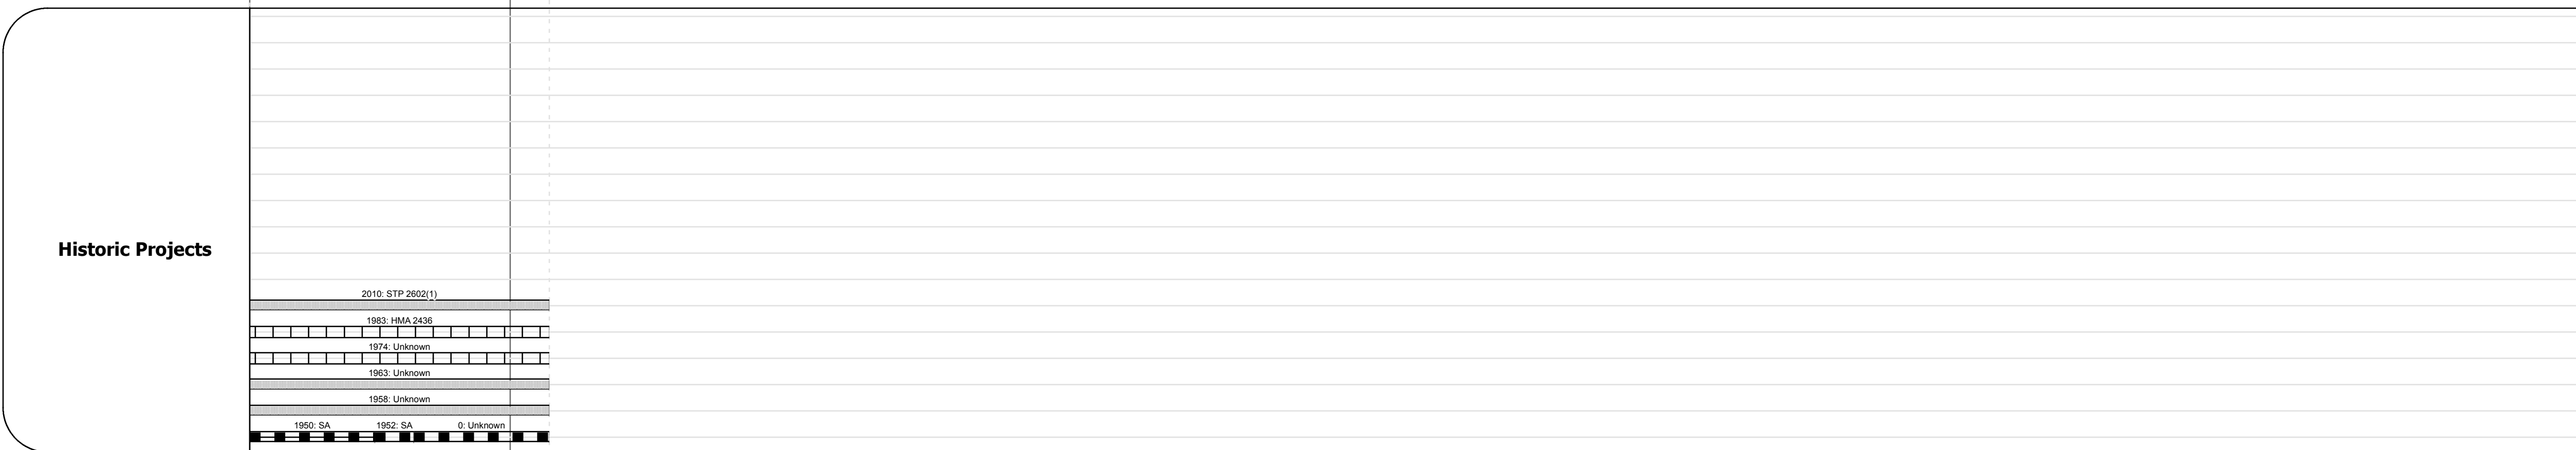 Historic Projects
2010: STP 2602(1)
1983: HMA 2436
1974: Unknown
1963: Unknown
1958: Unknown
1950: SA 1952: SA 0: Unknown